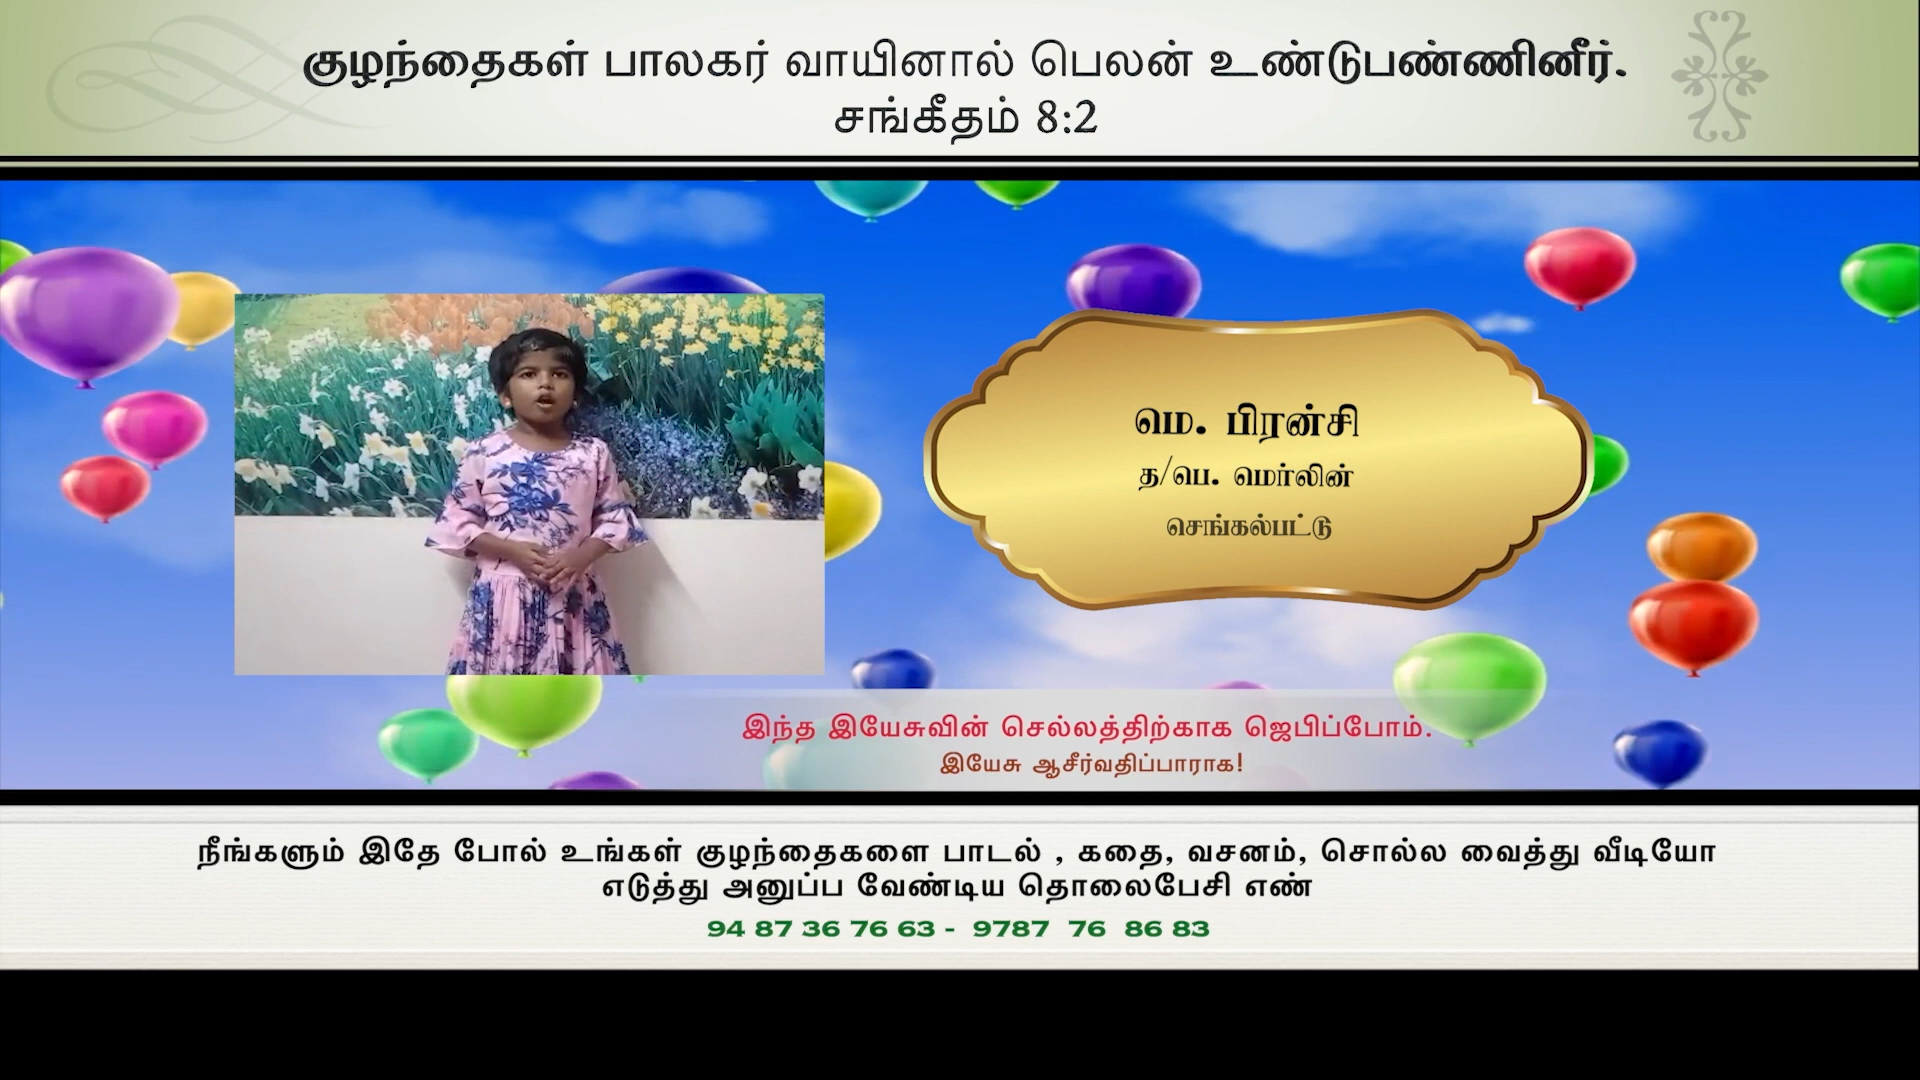 குழந்தைகள் பாலகர் வாயினால் பெலன் உண்டுபண்ணினீர்.
சங்கீதம் 8:2
மெ. பிரன்சி
த/பெ. மெர்லின்
செங்கல்பட்டு
இந்த இயேசுவின் செல்லத்திற்காக ஜெபிப்போம்.
இயேசு ஆசீர்வதிப்பாராக!
நீங்களும் இதே போல் உங்கள் குழந்தைகளை பாடல் , கதை, வசனம், சொல்ல வைத்து வீடியோ
எடுத்து அனுப்ப வேண்டிய தொலைபேசி எண்
94 87 36 76 63 - 9787 76 86 83